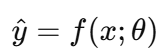 ŷ = f(x; θ)